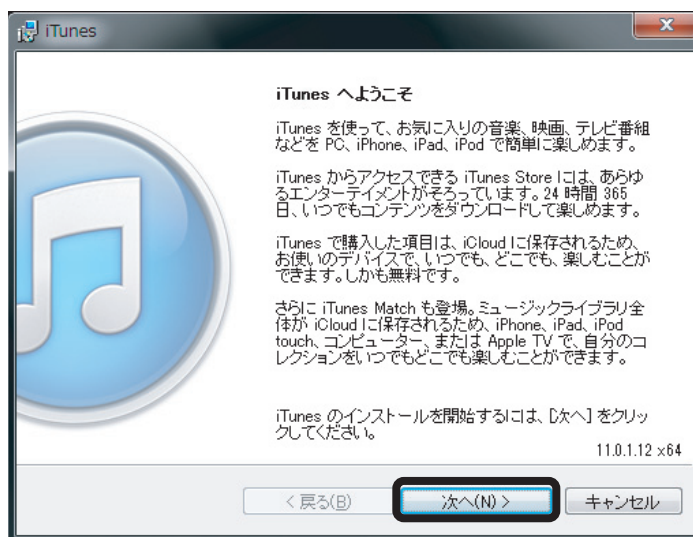 iTunes
iTunes へようこそ
iTunes を使って、お気に入りの音楽、映画、テレビ番組
などを PC、iPhone、iPad、iPod で簡単に楽しめます。
iTunes からアクセスできる iTunes Store には、あらゆ
るエンターテイメントがそろっています。24 時間 365
日、いつでもコンテンツをダウンロードして楽しめます。
iTunes で購入した項目は、iCloud に保存されるため、
お使いのデバイスで、いつでも、どこでも、楽しむことが
できます。しかも無料です。
さらに iTunes Match も登場。ミュージックライブラリ全
体が iCloud に保存されるため、iPhone、iPad、iPod
touch、コンピューター、または Apple TV で、自分のコ
レクションをいつでもどこでも楽しむことができます。
iTunes のインストールを開始するには、[次へ] をクリッ
クしてください。
11.0.1.12 x64
< 戻る(B) 次へ(N) > キャンセル